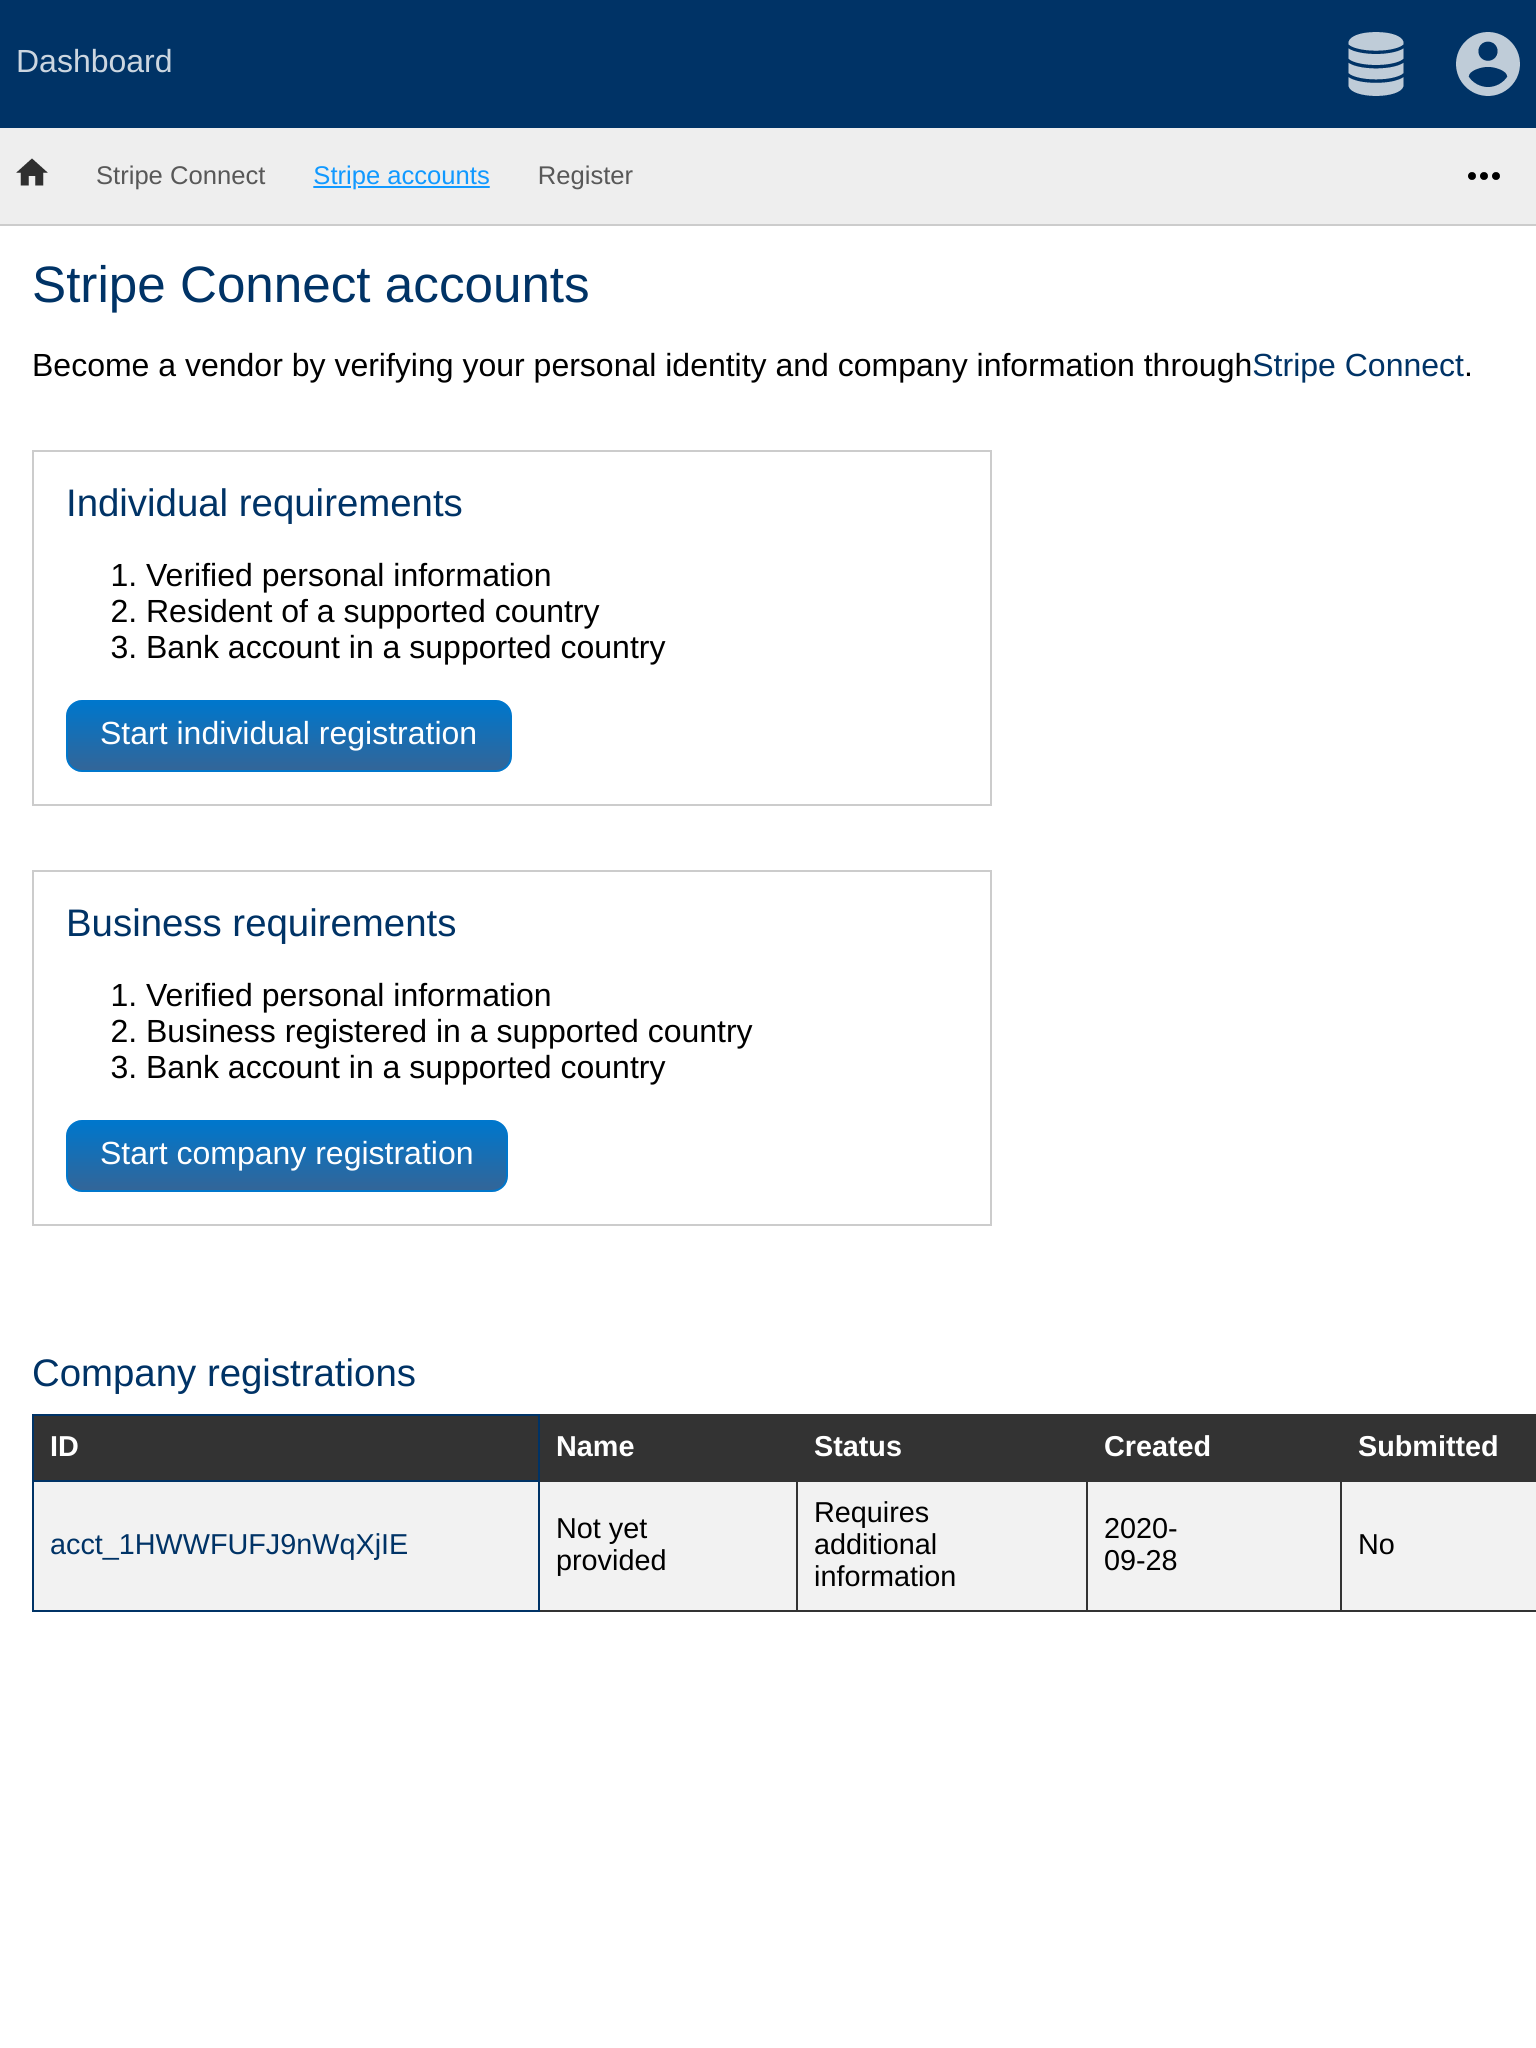 Dashboard
Stripe Connect Stripe accounts Register
Stripe Connect accounts
Become a vendor by verifying your personal identity and company information throughStripe Connect.
Individual requirements
1. Verified personal information
2. Resident of a supported country
3. Bank account in a supported country
Start individual registration
Business requirements
1. Verified personal information
2. Business registered in a supported country
3. Bank account in a supported country
Start company registration
Company registrations
ID Name Status Created Submitted
acct_1HWWFUFJ9nWqXjIE
Not yet
provided
Requires
additional
information
2020-
09-28
No